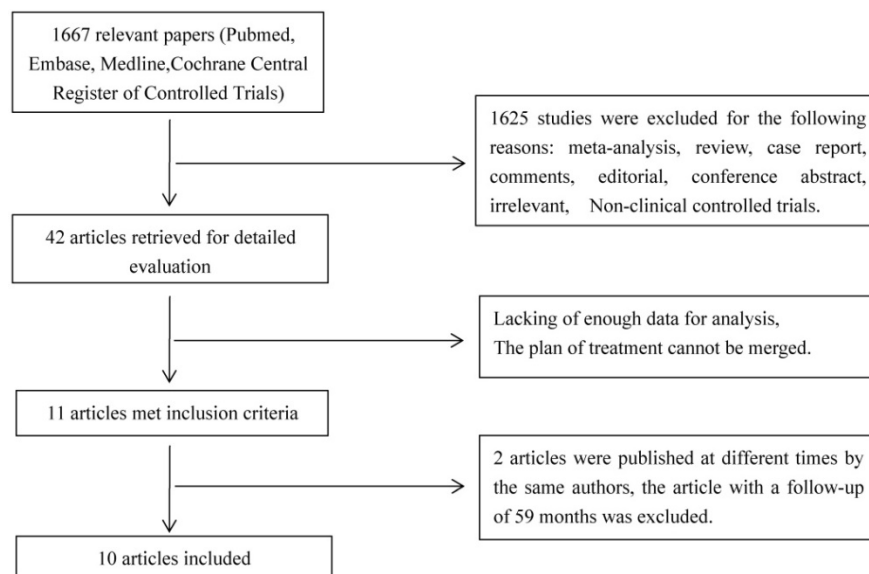 1667 relevant papers (Pubmed,
Embase, Medline,Cochrane Central
Register of Controlled Trials)
1625 studies were excluded for the following
reasons: meta-analysis, review, case report,
comments, editorial, conference abstract,
irrelevant, Non-clinical controlled trials.
42 articles retrieved for detailed
evaluation
Lacking of enough data for analysis,
The plan of treatment cannot be merged.
11 articles met inclusion criteria
2 articles were published at different times by
the same authors, the article with a follow-up
of 59 months was excluded.
10 articles included